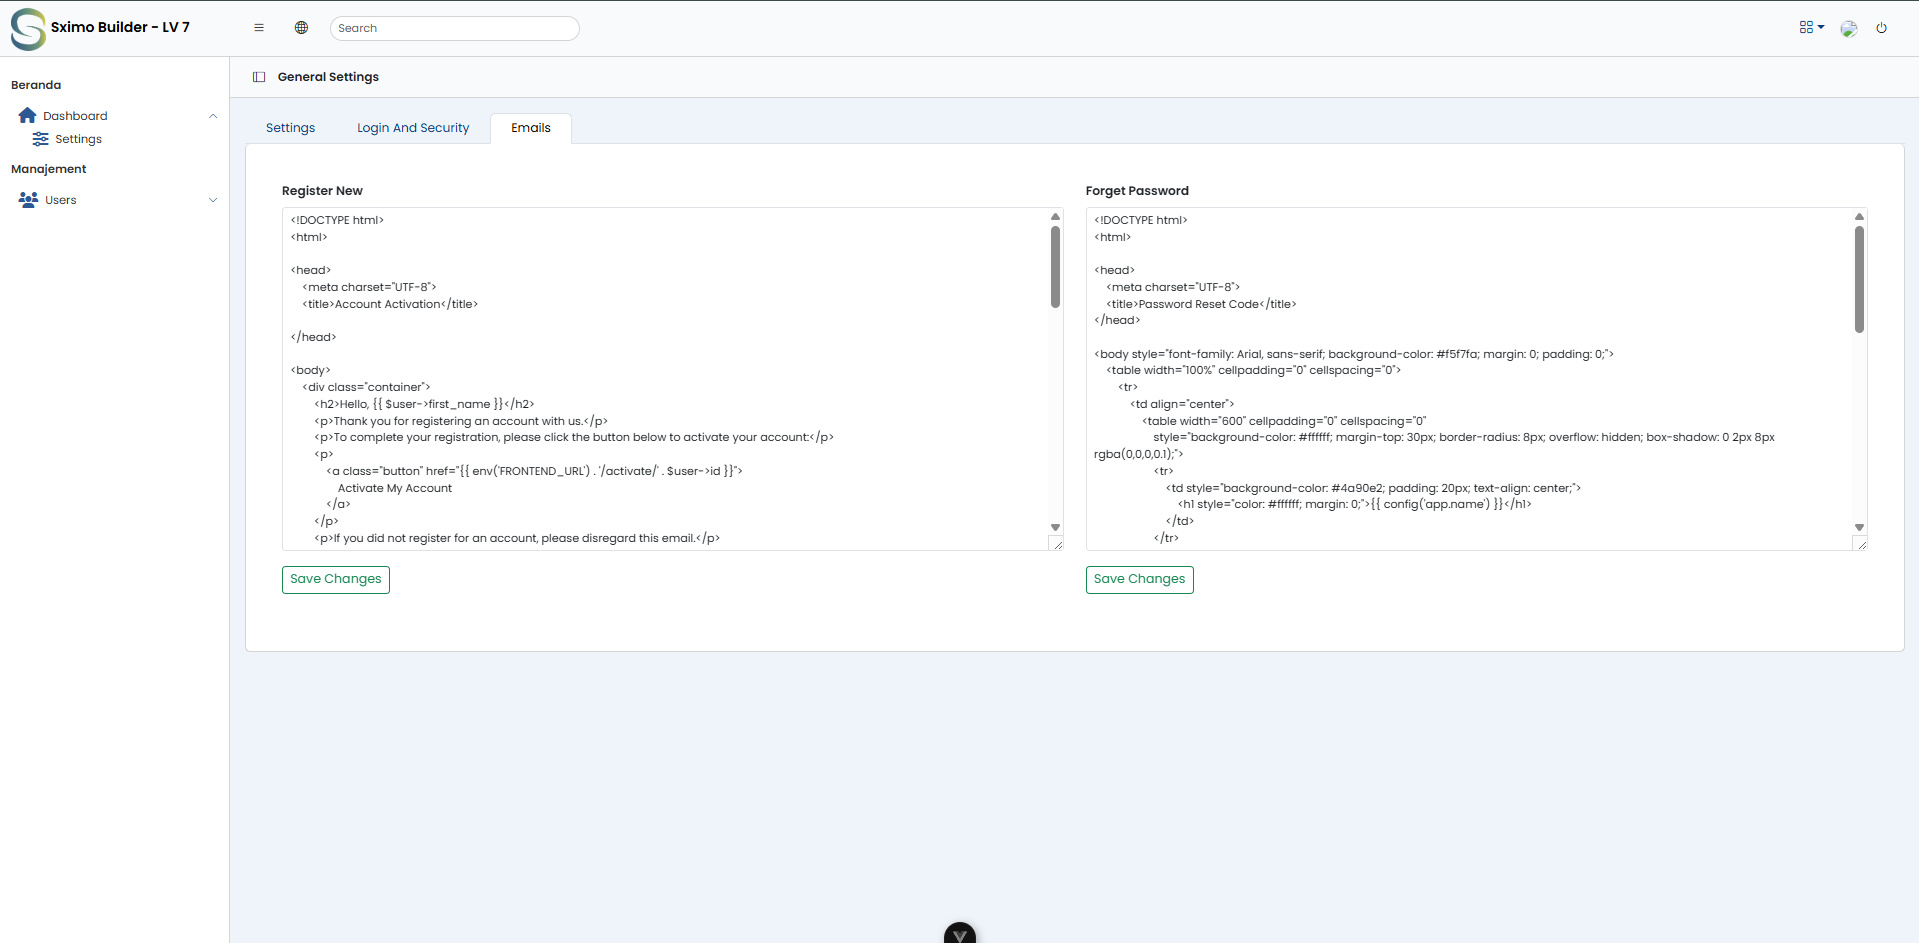 Sximo Builder - LV 7
Search
Beranda
Dashboard
Settings
Manajement
Users
General Settings
Settings
Login And Security
Emails
Register New
<!DOCTYPE html>
<html>
<head>
<meta charset="UTF-8">
<title>Account Activation</title>
</head>
<body>
<div class="container">
<h2>Hello, {{ $user->first_name }}</h2>
<p>Thank you for registering an account with us.</p>
<p>To complete your registration, please click the button below to activate your account:</p>
<p>
<a class="button" href="{{ env('FRONTEND_URL') . '/activate/' . $user->id }}">
Activate My Account
</a>
</p>
<p>If you did not register for an account, please disregard this email.</p>
Save Changes
Forget Password
<!DOCTYPE html>
<html>
<head>
<meta charset="UTF-8">
<title>Password Reset Code</title>
</head>
<body style="font-family: Arial, sans-serif; background-color: #f5f7fa; margin: 0; padding: 0;">
<table width="100%" cellpadding="0" cellspacing="0">
<tr>
<td align="center">
<table width="600" cellpadding="0" cellspacing="0"
style="background-color: #ffffff; margin-top: 30px; border-radius: 8px; overflow: hidden; box-shadow: 0 2px 8px
rgba(0,0,0,0.1);">
<tr>
<td style="background-color: #4a90e2; padding: 20px; text-align: center;">
<h1 style="color: #ffffff; margin: 0;">{{ config('app.name') }}</h1>
</td>
</tr>
Save Changes